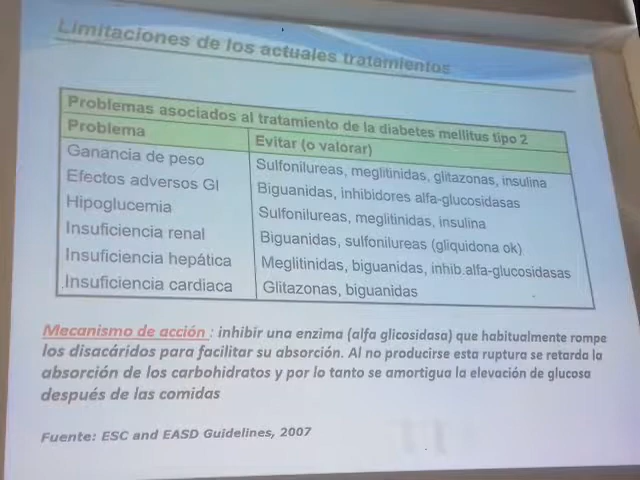 Limitaciones de los actuales tratamientos
Problemas asociados al tratamiento de la diabetes mellitus tipo 2
Problema Evitar (o valorar)
Ganancia de peso Sulfonilureas, meglitinidas, glitazonas, insulina
Efectos adversos GI Biguanidas, inhibidores alfa-glucosidasas
Hipoglucemia Sulfonilureas, meglitinidas, insulina
Insuficiencia renal Biguanidas, sulfonilureas (gliquidona ok)
Insuficiencia hepática Meglitinidas, biguanidas, inhib.alfa-glucosidasas
Insuficiencia cardiaca Glitazonas, biguanidas
Mecanismo de acción : inhibir una enzima (alfa glicosidasa) que habitualmente rompe
los disacáridos para facilitar su absorción. Al no producirse esta ruptura se retarda la
absorción de los carbohidratos y por lo tanto se amortigua la elevación de glucosa
después de las comidas
Fuente: ESC and EASD Guidelines, 2007